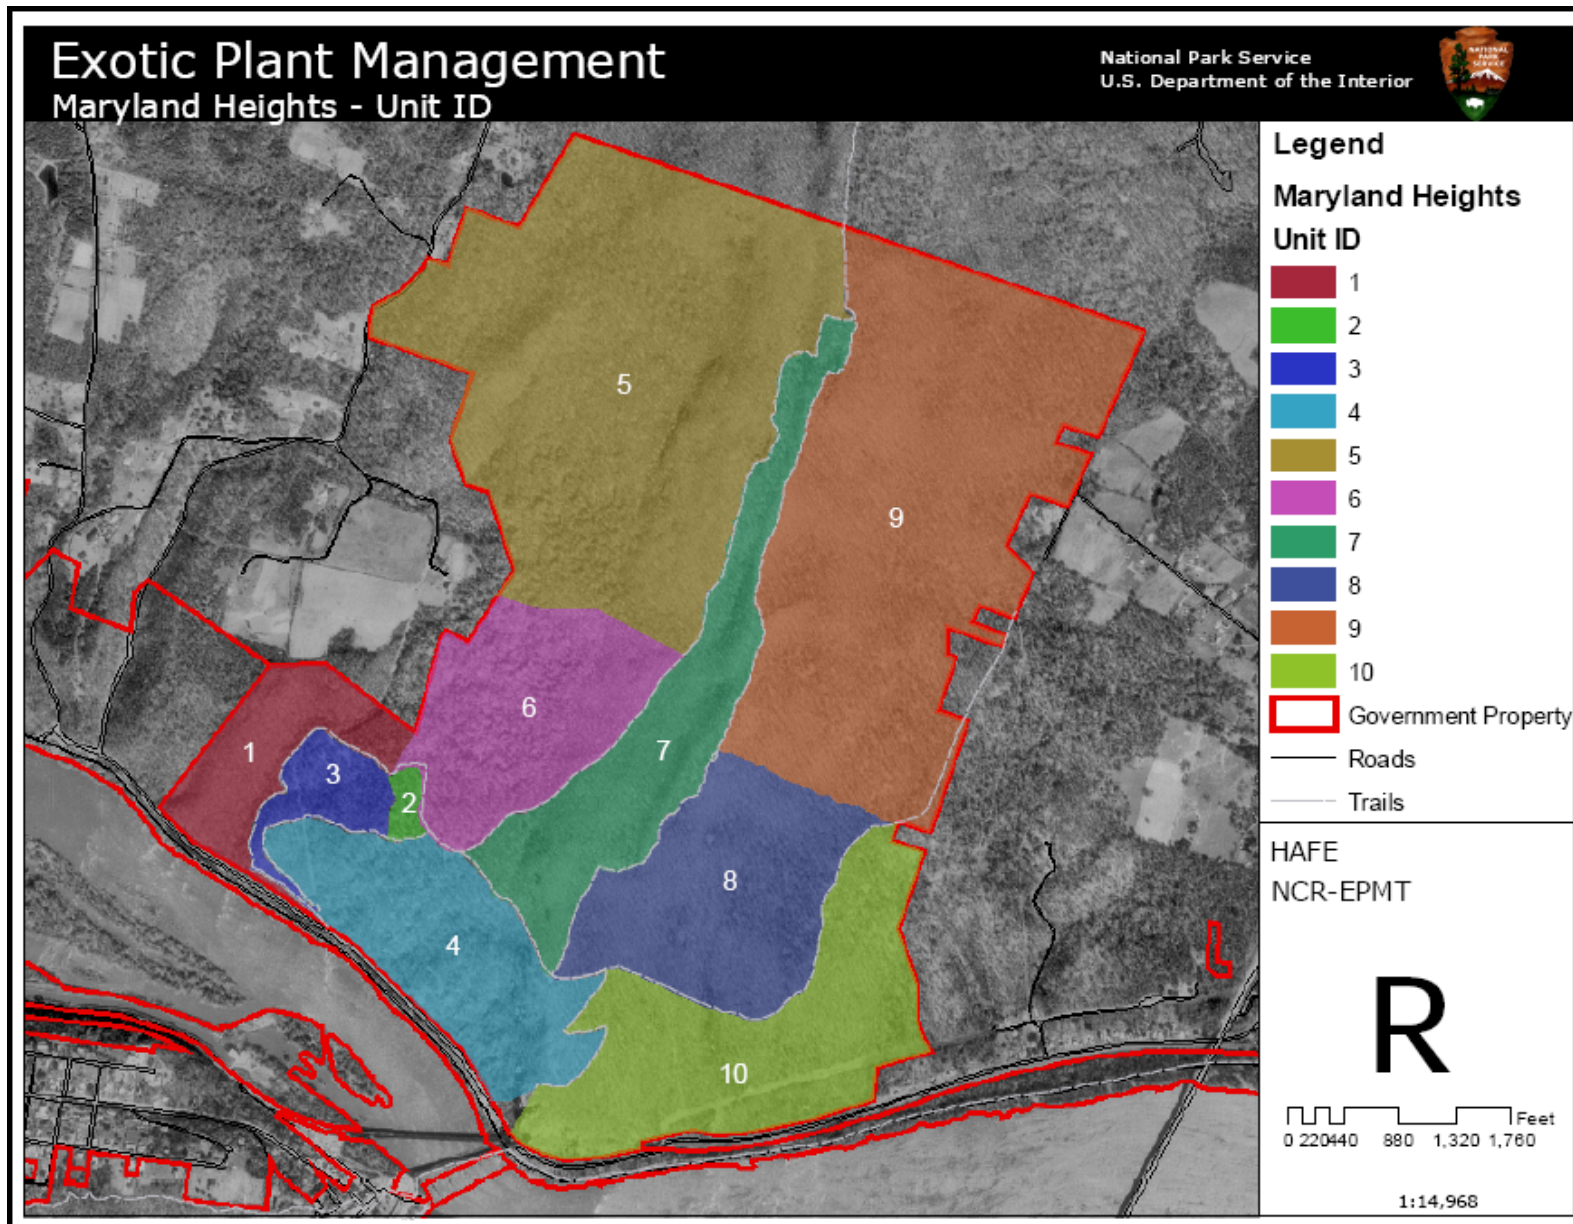 Exotic Plant Management
Maryland Heights - Unit ID
National Park Service
U.S. Department of the Interior
NATIONAL
PARK
SERVICE
Legend
Maryland Heights
Unit ID
1
2
3
4
5
6
7
8
9
10
Government Property
Roads
Trails
HAFE
NCR-EPMT
R
Feet
0 220440 880 1,320 1,760
1:14,968
5
9
6
7
1
3
2
8
4
10